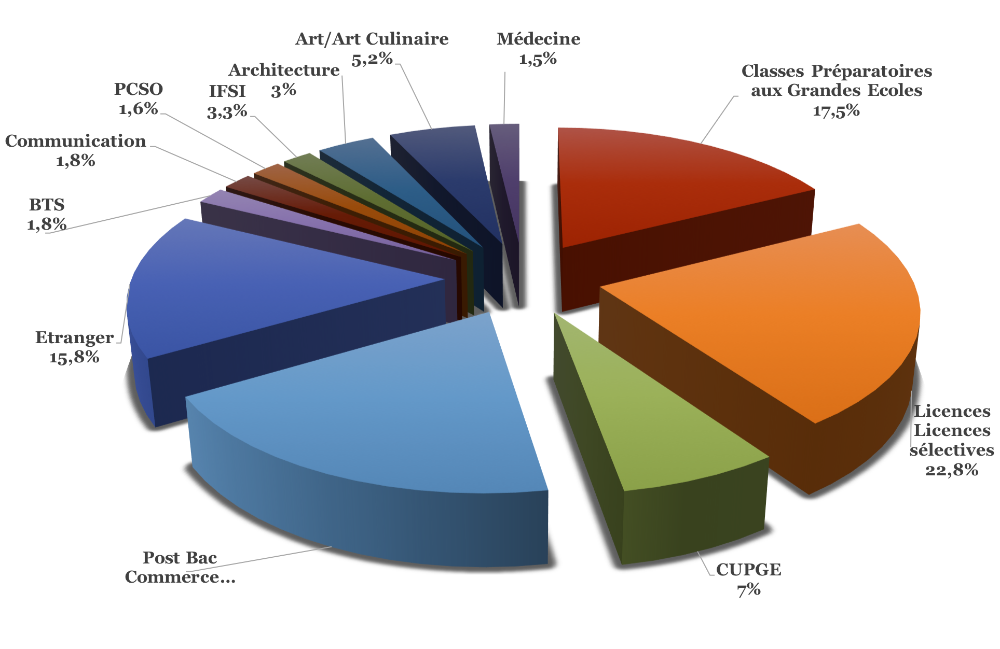 Art/Art Culinaire
5,2%
Médecine
1,5%
Architecture
3%
Classes Préparatoires
aux Grandes Ecoles
17,5%
PCSO
1,6%
IFSI
3,3%
Communication
1,8%
BTS
1,8%
Etranger
15,8%
Licences
Licences
sélectives
22,8%
Post Bac
Commerce...
CUPGE
7%